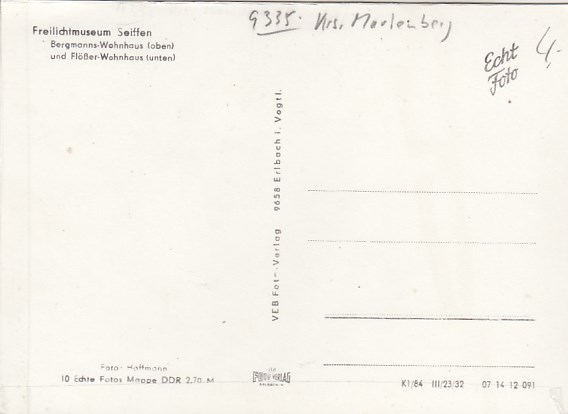 9335. Krs. Marienberg
Freilichtmuseum Seiffen
Bergmanns-Wohnhaus (oben)
und Flößer-Wohnhaus (unten)
Echt
Foto
4,-
VEB Foto-Verlag 9658 Erlbach i. Vogtl.
Foto: Hoffmann
10 Echte Fotos Mappe DDR 2,70 M
VERLAG
K1/84 III/23/32 07 14 12 091